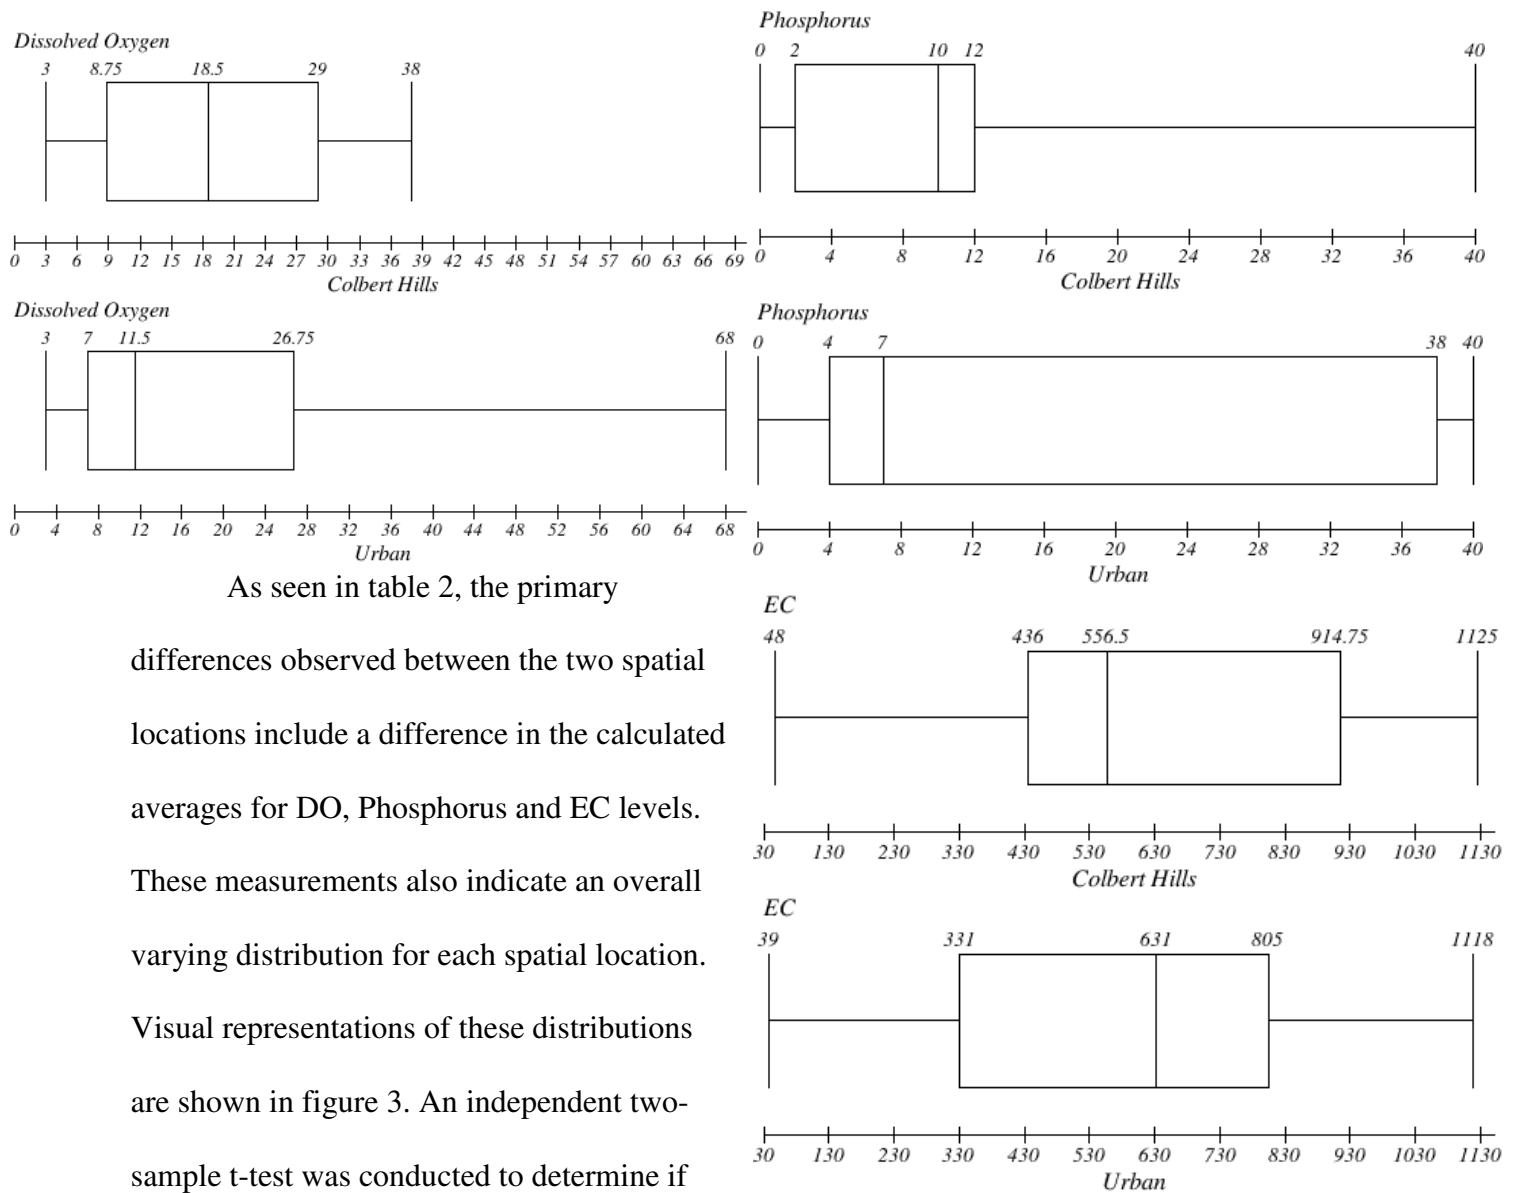 Dissolved Oxygen
3 8.75 18.5 29 38
0 3 6 9 12 15 18 21 24 27 30 33 36 39 42 45 48 51 54 57 60 63 66 69
Colbert Hills
Dissolved Oxygen
3 7 11.5 26.75 68
0 4 8 12 16 20 24 28 32 36 40 44 48 52 56 60 64 68
Urban
As seen in table 2, the primary
differences observed between the two spatial
locations include a difference in the calculated
averages for DO, Phosphorus and EC levels.
These measurements also indicate an overall
varying distribution for each spatial location.
Visual representations of these distributions
are shown in figure 3. An independent two-
sample t-test was conducted to determine if
Phosphorus
0 2 10 12 40
0 4 8 12 16 20 24 28 32 36 40
Colbert Hills
Phosphorus
0 4 7 38 40
0 4 8 12 16 20 24 28 32 36 40
Urban
EC
48 436 556.5 914.75 1125
30 130 230 330 430 530 630 730 830 930 1030 1130
Colbert Hills
EC
39 331 631 805 1118
30 130 230 330 430 530 630 730 830 930 1030 1130
Urban